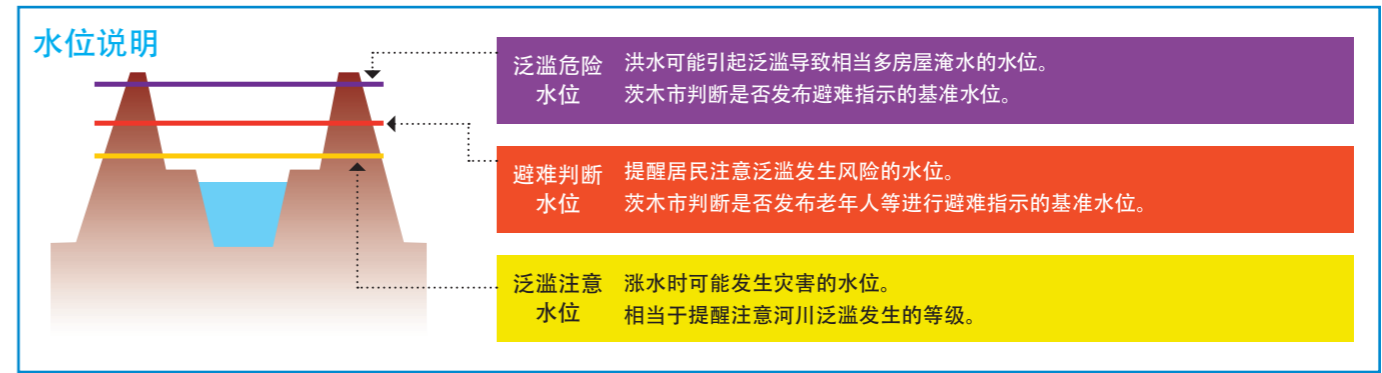 水位说明
泛滥危险
水位
洪水可能引起泛滥导致相当多房屋淹水的水位。
茨木市判断是否发布避难指示的基准水位。
避难判断
水位
提醒居民注意泛滥发生风险的水位。
茨木市判断是否发布老年人等进行避难指示的基准水位。
泛滥注意
水位
涨水时可能发生灾害的水位。
相当于提醒注意河川泛滥发生的等级。